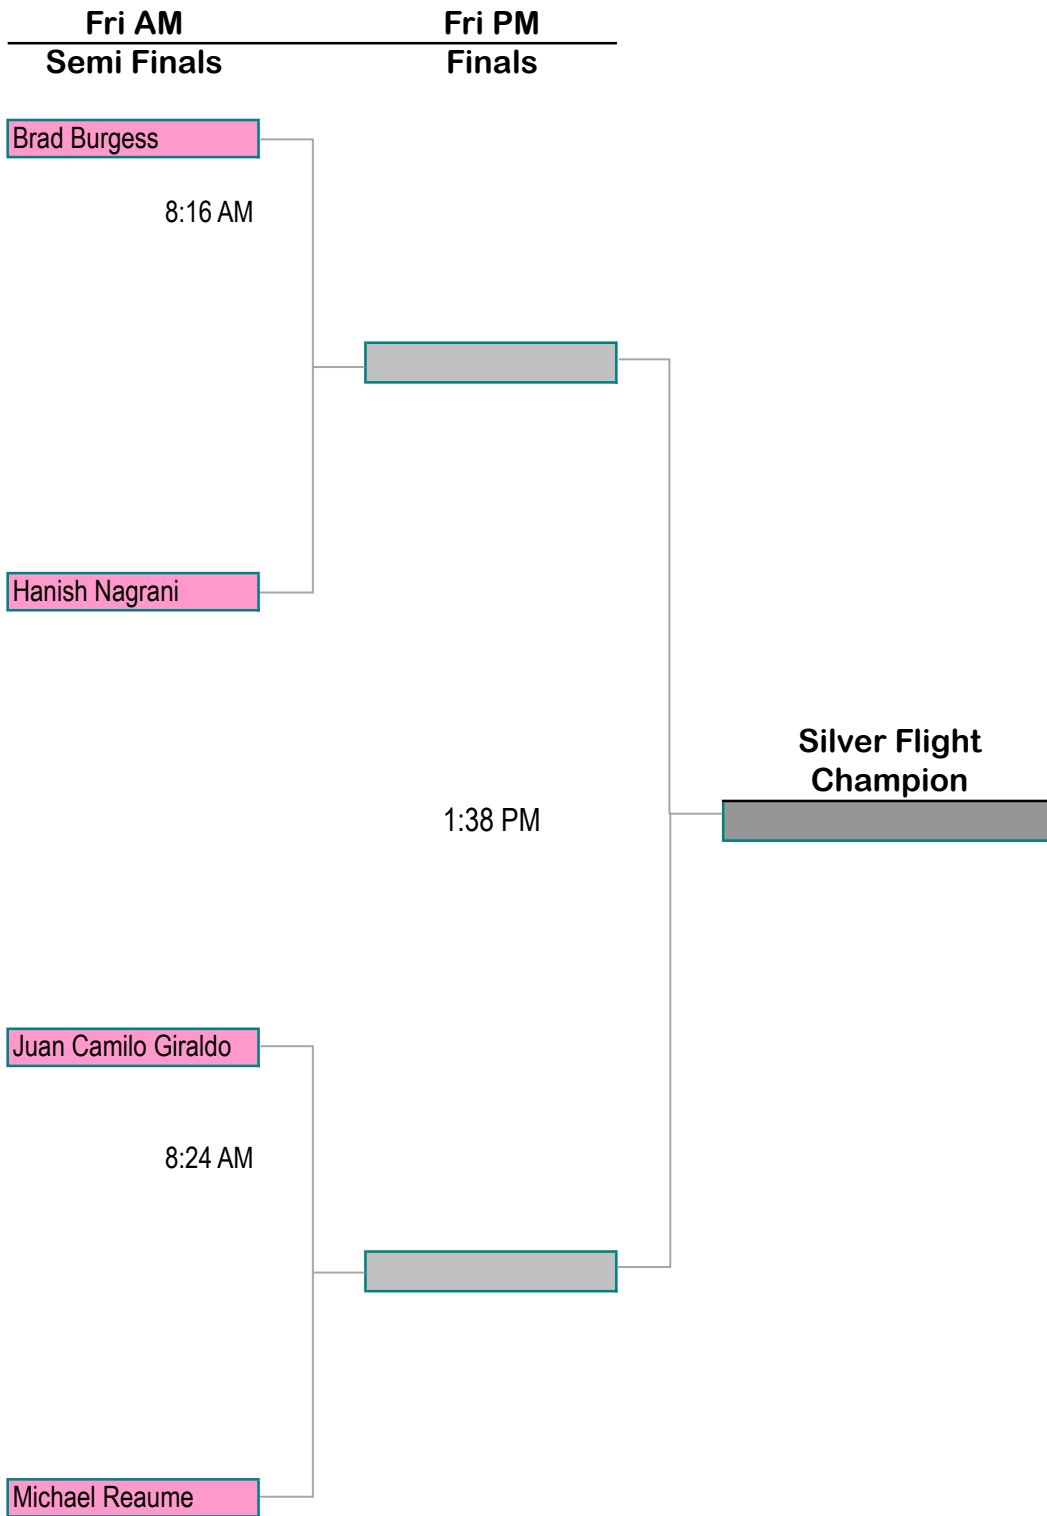 Fri AM
Fri PM
Semi Finals
Finals
Brad Burgess
8:16 AM
Hanish Nagrani
Silver Flight
Champion
1:38 PM
Juan Camilo Giraldo
8:24 AM
Michael Reaume